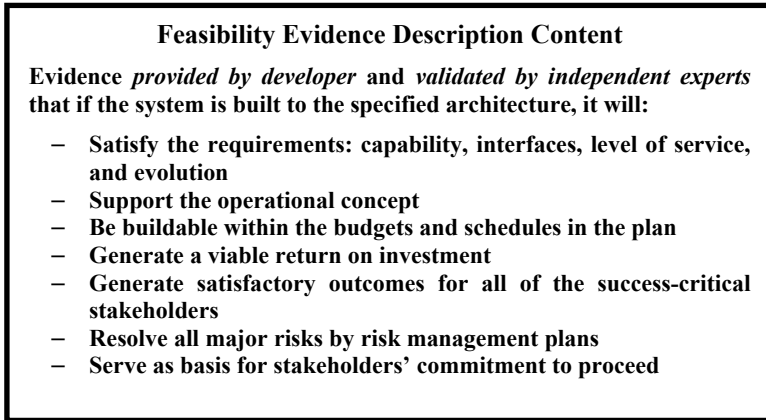 Feasibility Evidence Description Content
Evidence provided by developer and validated by independent experts
that if the system is built to the specified architecture, it will:
– Satisfy the requirements: capability, interfaces, level of service,
and evolution
– Support the operational concept
– Be buildable within the budgets and schedules in the plan
– Generate a viable return on investment
– Generate satisfactory outcomes for all of the success-critical
stakeholders
– Resolve all major risks by risk management plans
– Serve as basis for stakeholders’ commitment to proceed